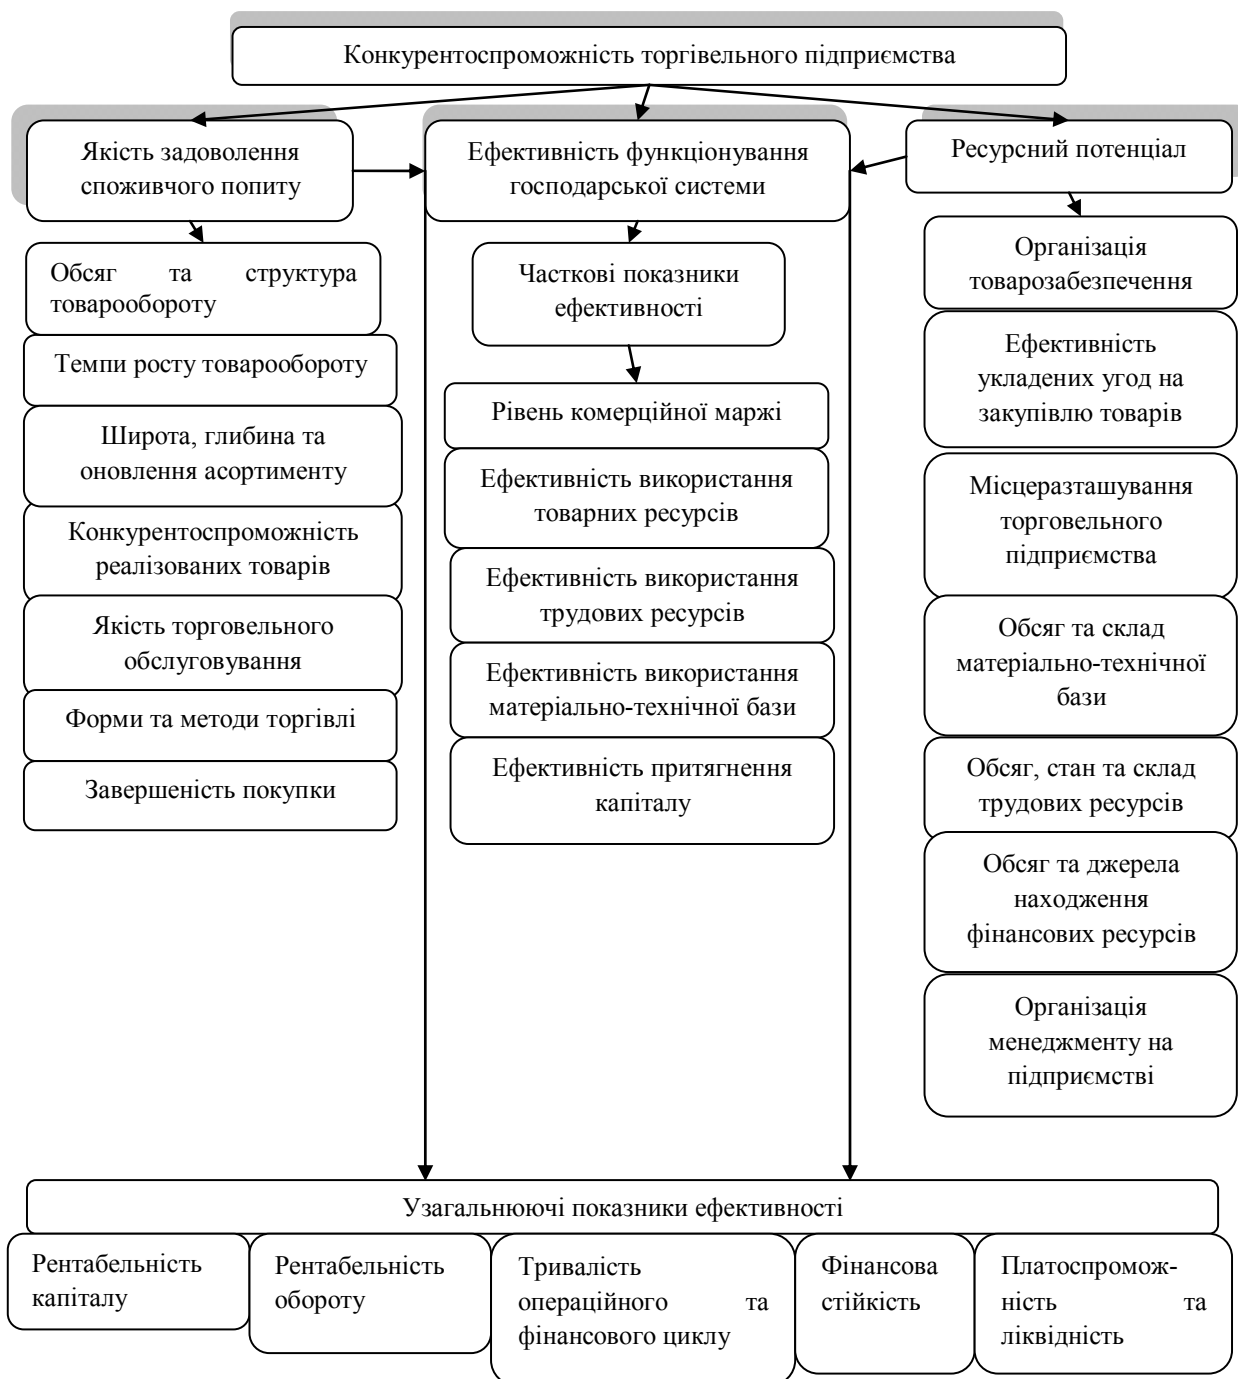 Конкурентоспроможність торгівельного підприємства
Якість задоволення
споживчого попиту
Ефективність функціонування
господарської системи
Ресурсний потенціал
Обсяг та структура
товарообороту
Темпи росту товарообороту
Широта, глибина та
оновлення асортименту
Конкурентоспроможність
реалізованих товарів
Якість торговельного
обслуговування
Форми та методи торгівлі
Завершеність покупки
Часткові показники
ефективності
Рівень комерційної маржі
Ефективність використання
товарних ресурсів
Ефективність використання
трудових ресурсів
Ефективність використання
матеріально-технічної бази
Ефективність притягнення
капіталу
Організація
товарозабезпечення
Ефективність
укладених угод на
закупівлю товарів
Місцеразташування
торговельного
підприємства
Обсяг та склад
матеріально-технічної
бази
Обсяг, стан та склад
трудових ресурсів
Обсяг та джерела
находження
фінансових ресурсів
Організація
менеджменту на
підприємстві
Узагальнюючі показники ефективності
Рентабельність
капіталу
Рентабельність
обороту
Тривалість
операційного та
фінансового циклу
Фінансова
стійкість
Платоспромож-
ність та
ліквідність